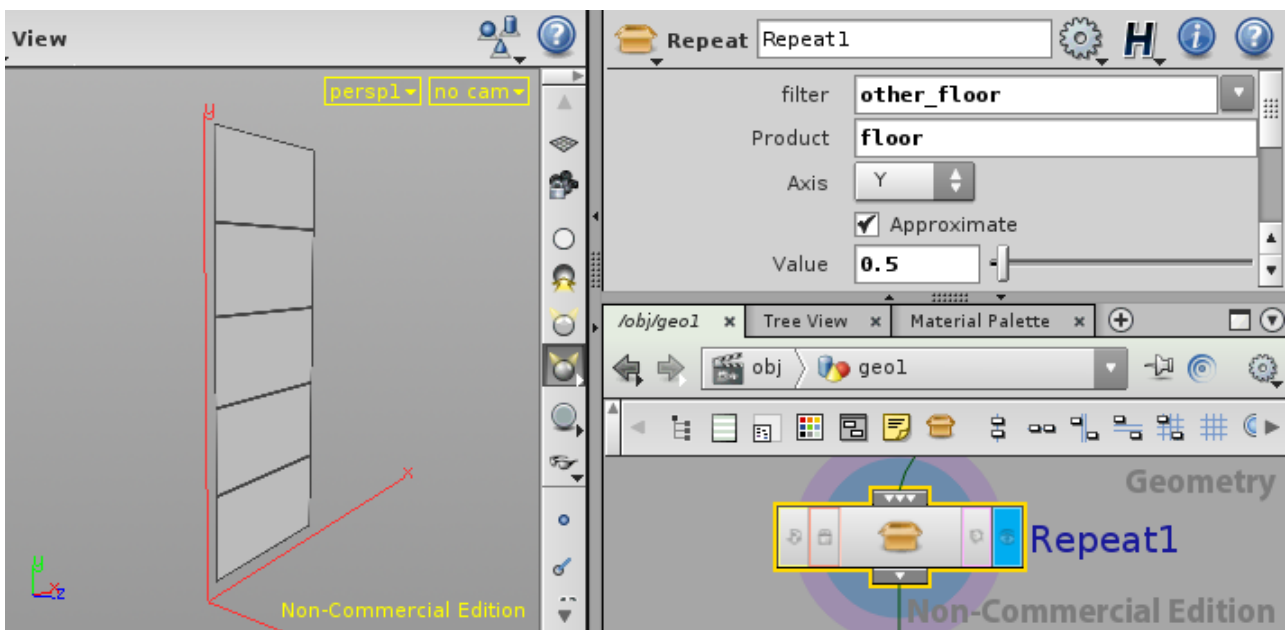 View
persp1 no cam
y
x
y
x
z
Non-Commercial Edition
Repeat Repeat1
filter other_floor
Product floor
Axis Y
Approximate
Value 0.5
/obj/geo1 Tree View Material Palette
obj geo1
Geometry
Repeat1
Non-Commercial Edition